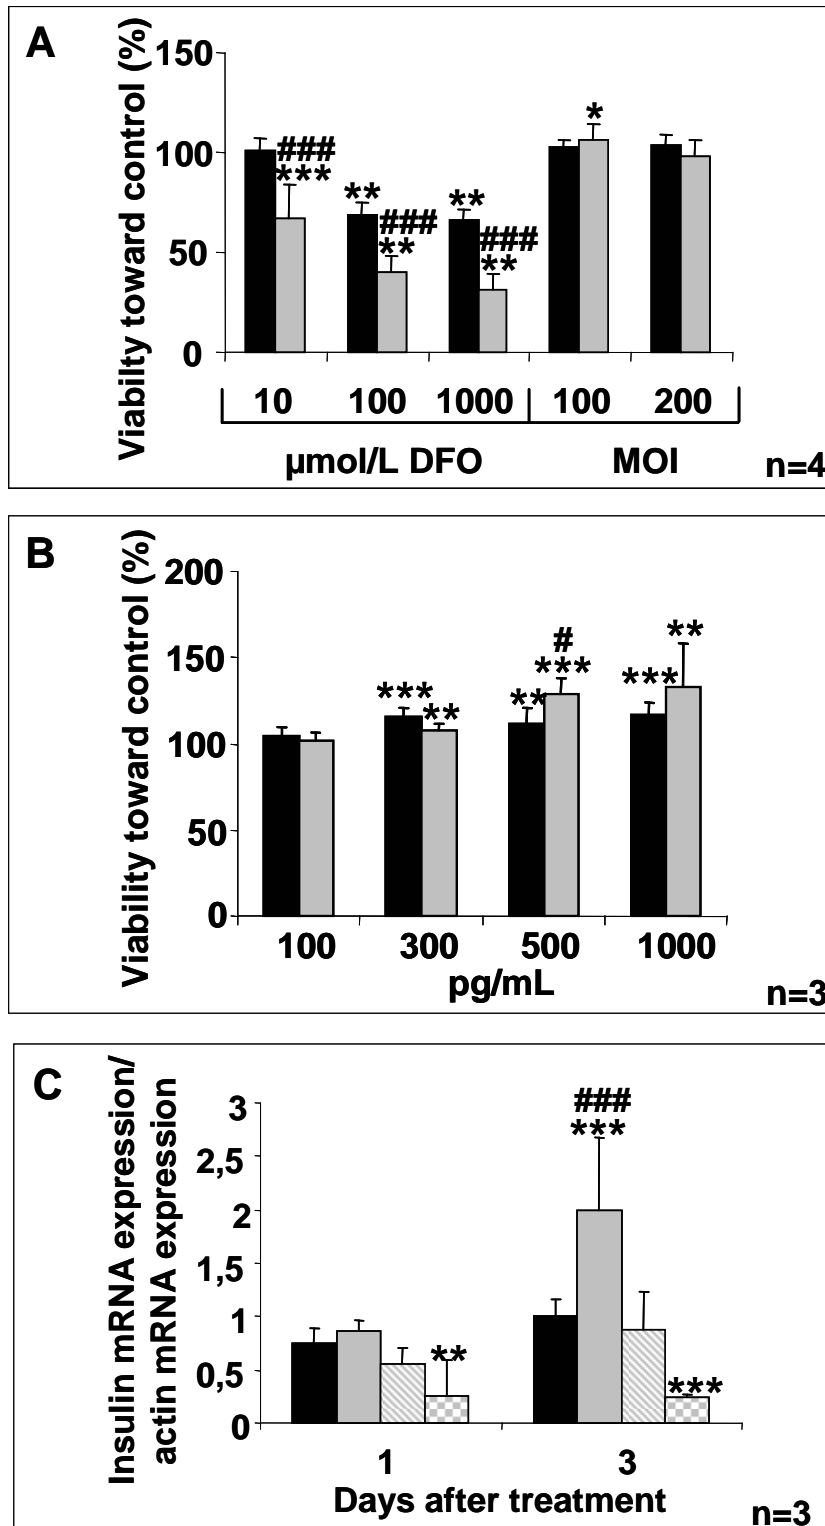 A
Viabilty toward control (%)
150
100
50
0
###
***
**
###
**
**
###
**
*
10 100 1000 100 200
µmol/L DFO MOI
n=4
B
Viability toward control (%)
200
150
100
50
0
***
**
**
#
***
***
**
100 300 500 1000
pg/mL
n=3
C
Insulin mRNA expression/
actin mRNA expression
3
2,5
2
1,5
1
0,5
0
**
###
***
***
1 3
Days after treatment
n=3